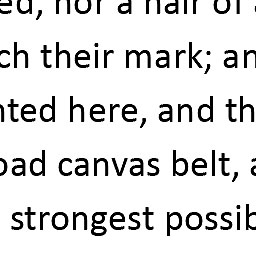 ed, nor a hair of
ch their mark; an
nted here, and th
oad canvas belt,
strongest possib